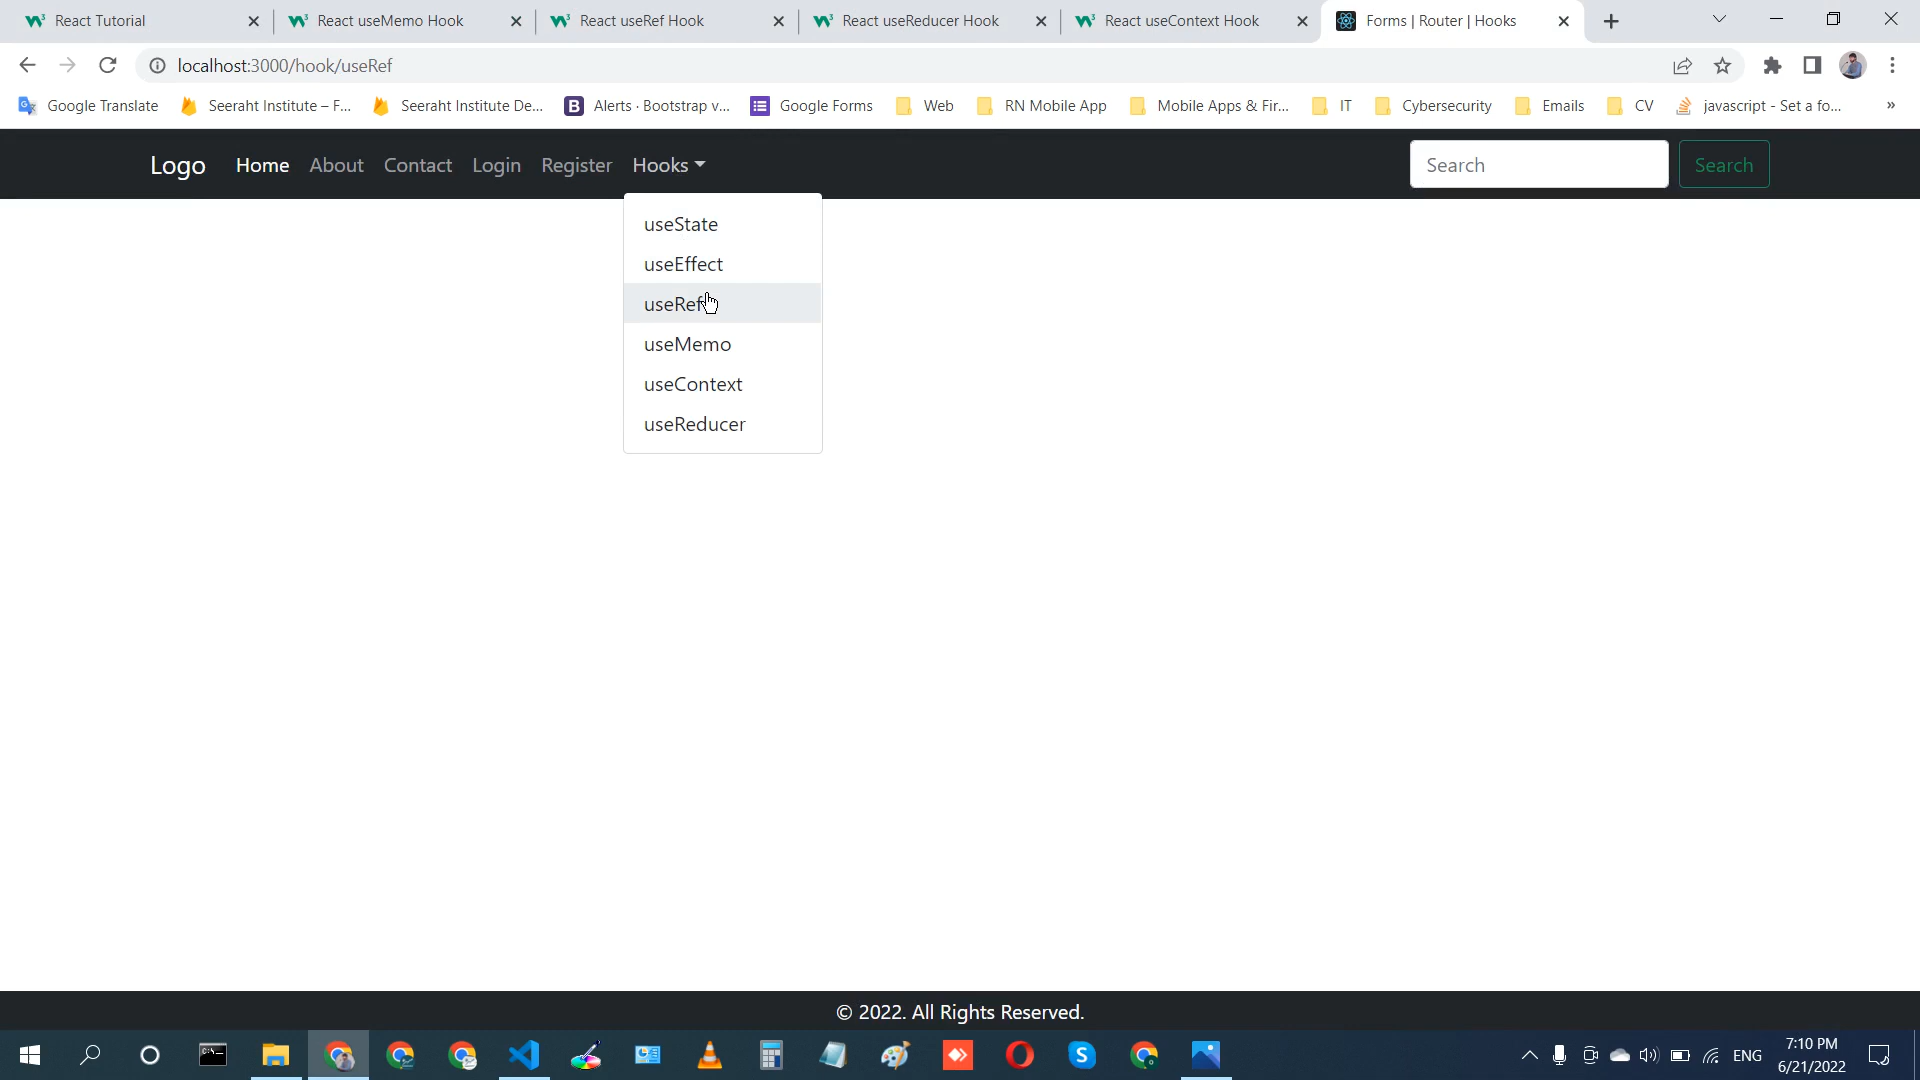 React Tutorial
React useMemo Hook
React useRef Hook
React useReducer Hook
React useContext Hook
Forms | Router | Hooks
localhost:3000/hook/useRef
Google Translate
Seeraht Institute – F...
Seeraht Institute De...
Alerts · Bootstrap v...
Google Forms
Web
RN Mobile App
Mobile Apps & Fir...
IT
Cybersecurity
Emails
CV
javascript - Set a fo...
»
Logo
Home
About
Contact
Login
Register
Hooks
Search
Search
useState
useEffect
useRef
useMemo
useContext
useReducer
© 2022. All Rights Reserved.
ENG
7:10 PM
6/21/2022